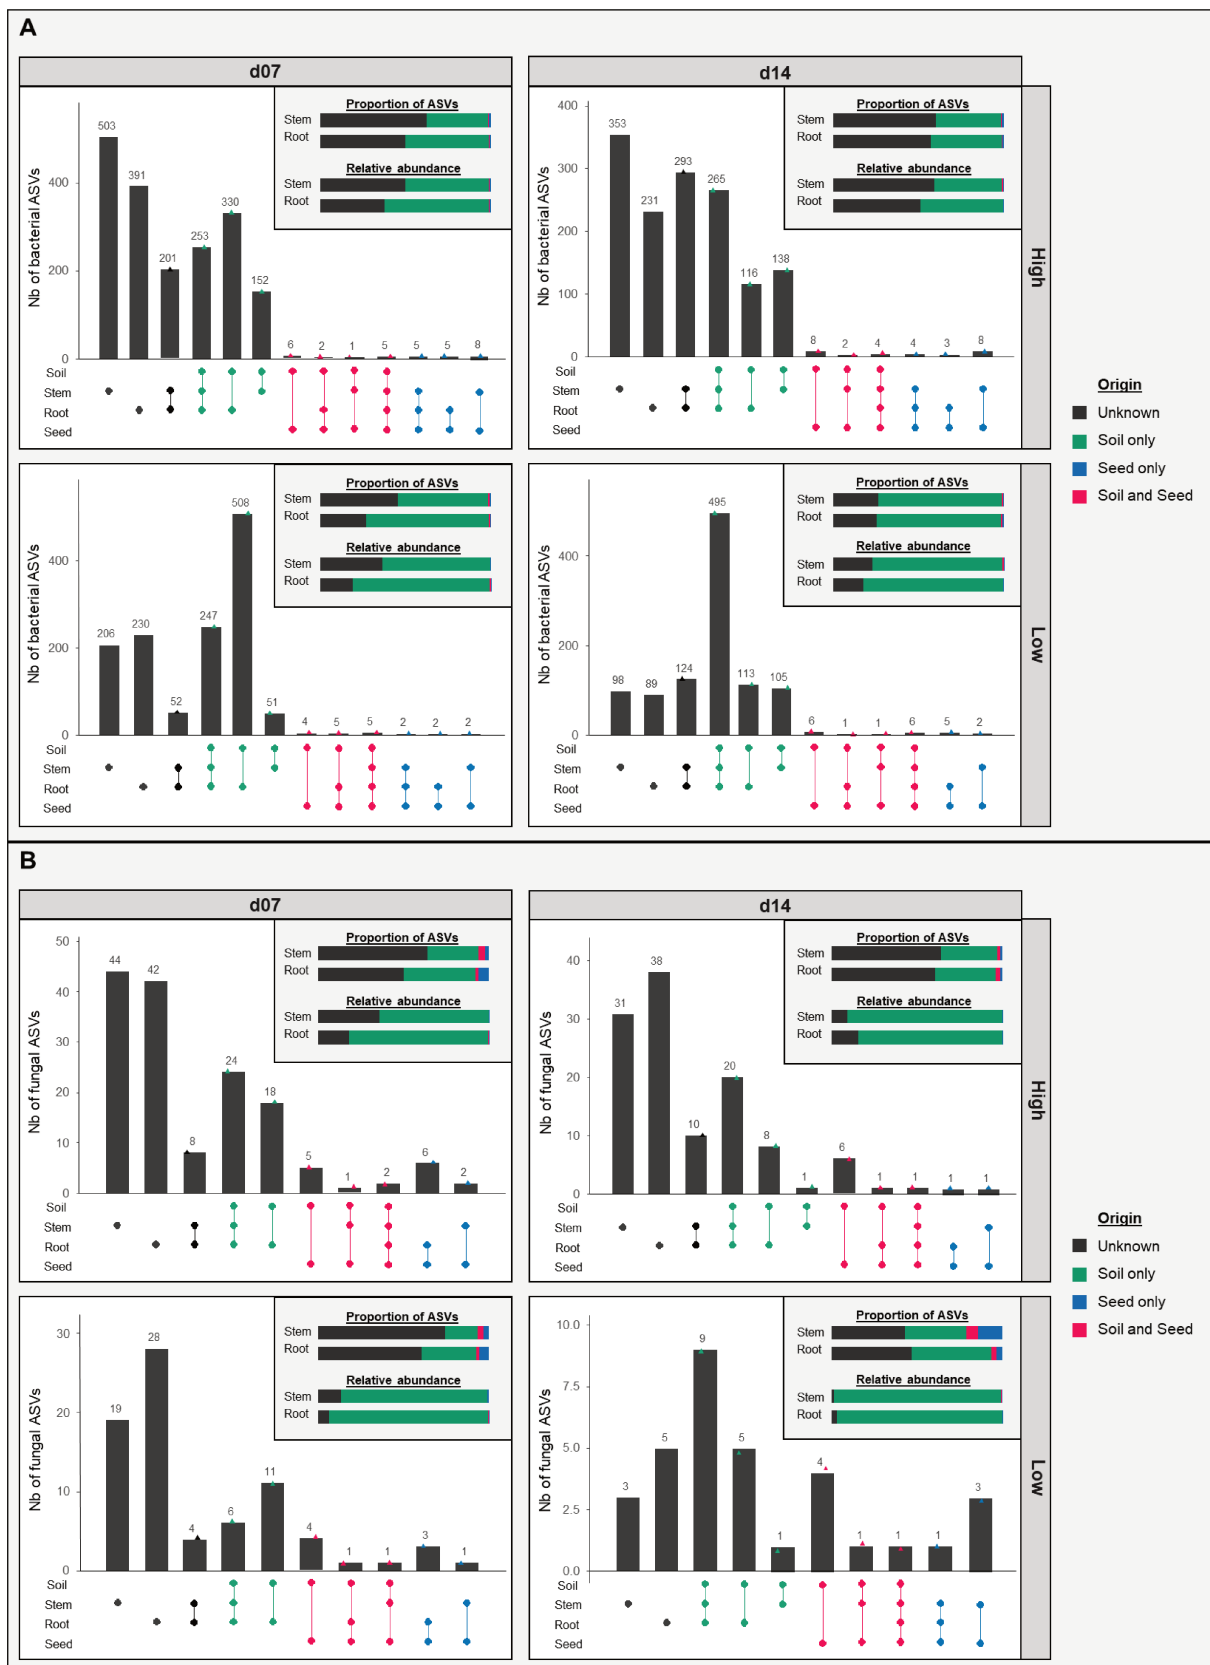 A
d07
d14
Nb of bacterial ASVs
400
200
0
503
391
201
253
330
152
6
2
1
5
5
5
8
Proportion of ASVs
Stem
Root
Relative abundance
Stem
Root
Soil
Stem
Root
Seed
Nb of bacterial ASVs
400
300
200
100
0
353
231
293
265
116
138
8
2
4
4
3
8
Proportion of ASVs
Stem
Root
Relative abundance
Stem
Root
High
Origin
Unknown
Soil only
Seed only
Soil and Seed
Nb of bacterial ASVs
400
200
0
206
230
52
247
508
51
4
5
5
2
2
2
Proportion of ASVs
Stem
Root
Relative abundance
Stem
Root
Soil
Stem
Root
Seed
Nb of bacterial ASVs
400
200
0
98
89
124
495
113
105
6
1
1
6
5
2
Proportion of ASVs
Stem
Root
Relative abundance
Stem
Root
Low
B
d07
d14
Nb of fungal ASVs
50
40
30
20
10
0
44
42
8
24
18
5
1
2
6
2
Proportion of ASVs
Stem
Root
Relative abundance
Stem
Root
Soil
Stem
Root
Seed
Nb of fungal ASVs
40
30
20
10
0
31
38
10
20
8
1
6
1
1
1
1
Proportion of ASVs
Stem
Root
Relative abundance
Stem
Root
High
Origin
Unknown
Soil only
Seed only
Soil and Seed
Nb of fungal ASVs
30
20
10
0
19
28
4
6
11
4
1
1
3
1
Proportion of ASVs
Stem
Root
Relative abundance
Stem
Root
Soil
Stem
Root
Seed
Nb of fungal ASVs
10.0
7.5
5.0
2.5
0.0
3
5
9
5
1
4
1
1
1
3
Proportion of ASVs
Stem
Root
Relative abundance
Stem
Root
Soil
Stem
Root
Seed
Low